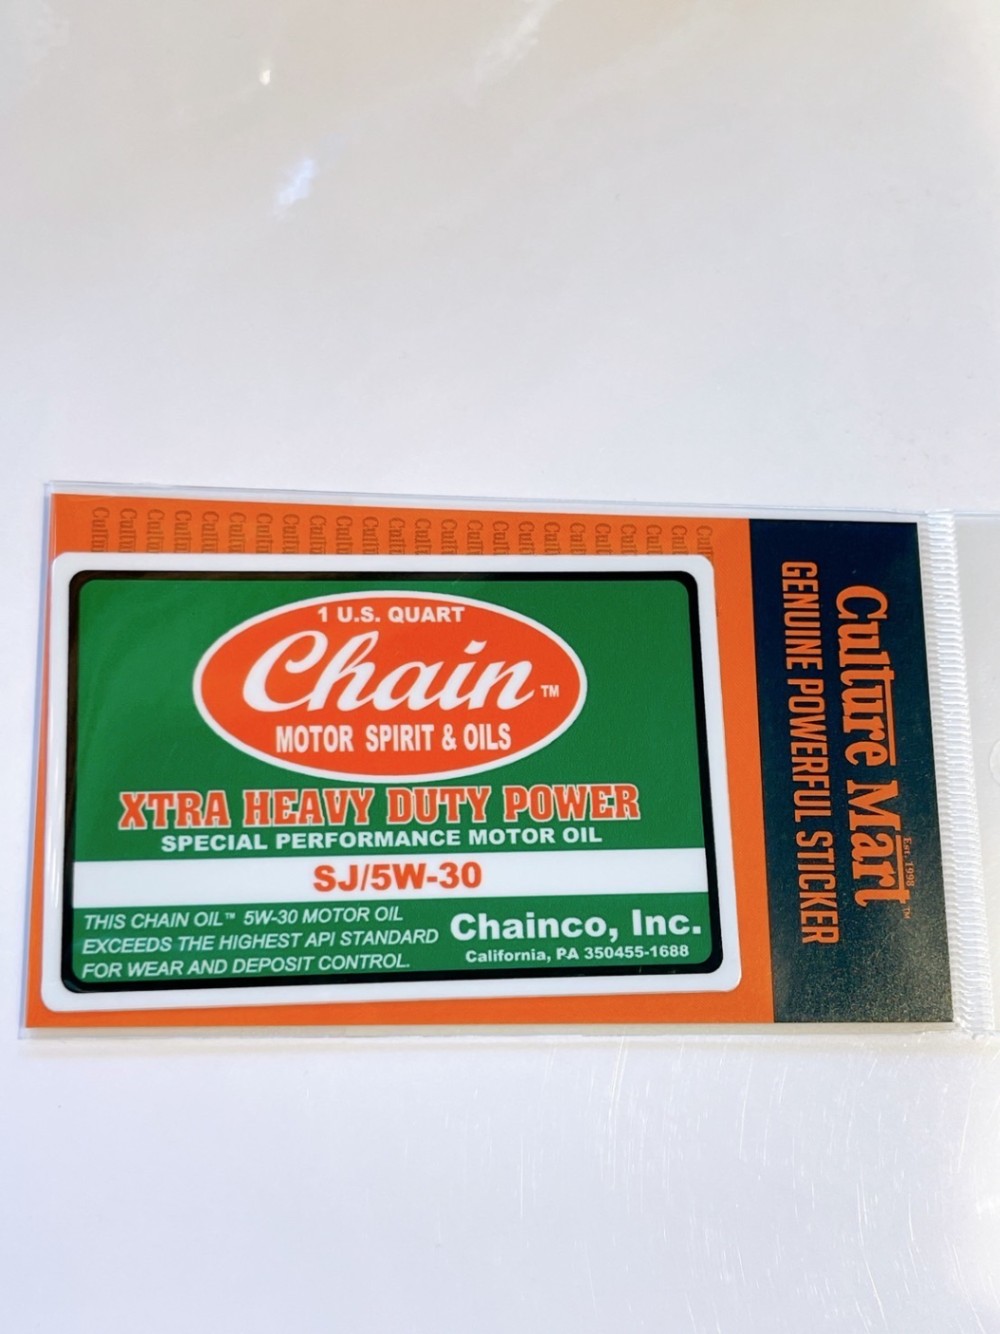 1 U.S. QUART
Chain™
MOTOR SPIRIT & OILS
XTRA HEAVY DUTY POWER
SPECIAL PERFORMANCE MOTOR OIL
SJ/5W-30
THIS CHAIN OIL™ 5W-30 MOTOR OIL
EXCEEDS THE HIGHEST API STANDARD
FOR WEAR AND DEPOSIT CONTROL.
Chainco, Inc.
California, PA 350455-1688
Culture Mart™
Est. 1998
GENUINE POWERFUL STICKER